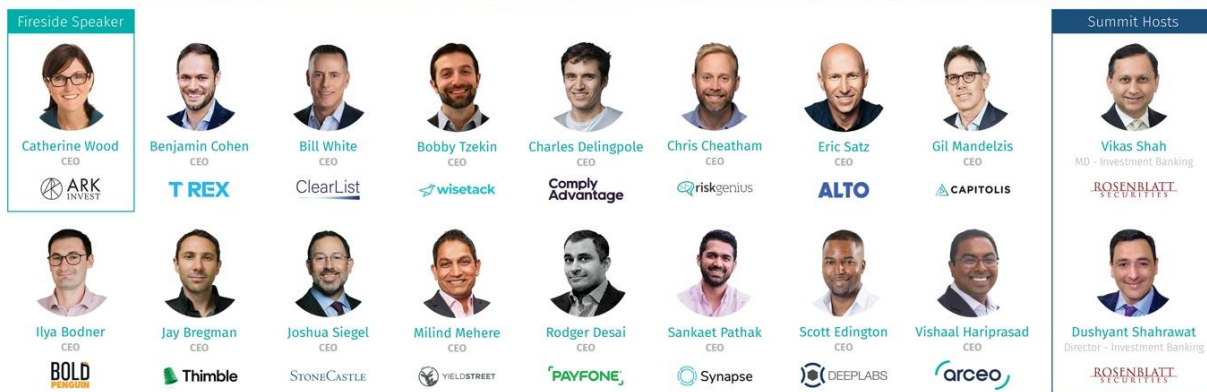 Fireside Speaker
Summit Hosts
Catherine Wood
CEO
ARK
INVEST
Benjamin Cohen
CEO
T REX
Bill White
CEO
ClearList
Bobby Tzekin
CEO
wisetack
Charles Delingpole
CEO
Comply
Advantage
Chris Cheatham
CEO
riskgenius
Eric Satz
CEO
ALTO
Gil Mandelzis
CEO
CAPITOLIS
Vikas Shah
MD - Investment Banking
ROSENBLATT
SECURITIES
Ilya Bodner
CEO
BOLD
PENGUIN
Jay Bregman
CEO
Thimble
Joshua Siegel
CEO
STONECASTLE
Milind Mehere
CEO
YIELDSTREET
Rodger Desai
CEO
PAYFONE
Sankaet Pathak
CEO
Synapse
Scott Edington
CEO
DEEPLABS
Vishaal Hariprasad
CEO
arceo
Dushyant Shahrawat
Director - Investment Banking
ROSENBLATT
SECURITIES